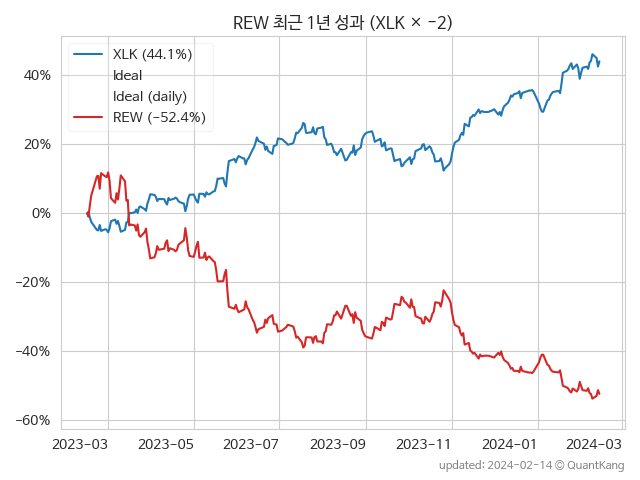 REW 최근 1년 성과 (XLK × −2)
XLK (44.1%)
Ideal
Ideal (daily)
REW (−52.4%)
40%
20%
0%
−20%
−40%
−60%
2023-03 2023-05 2023-07 2023-09 2023-11 2024-01 2024-03
updated: 2024-02-14 © QuantKang